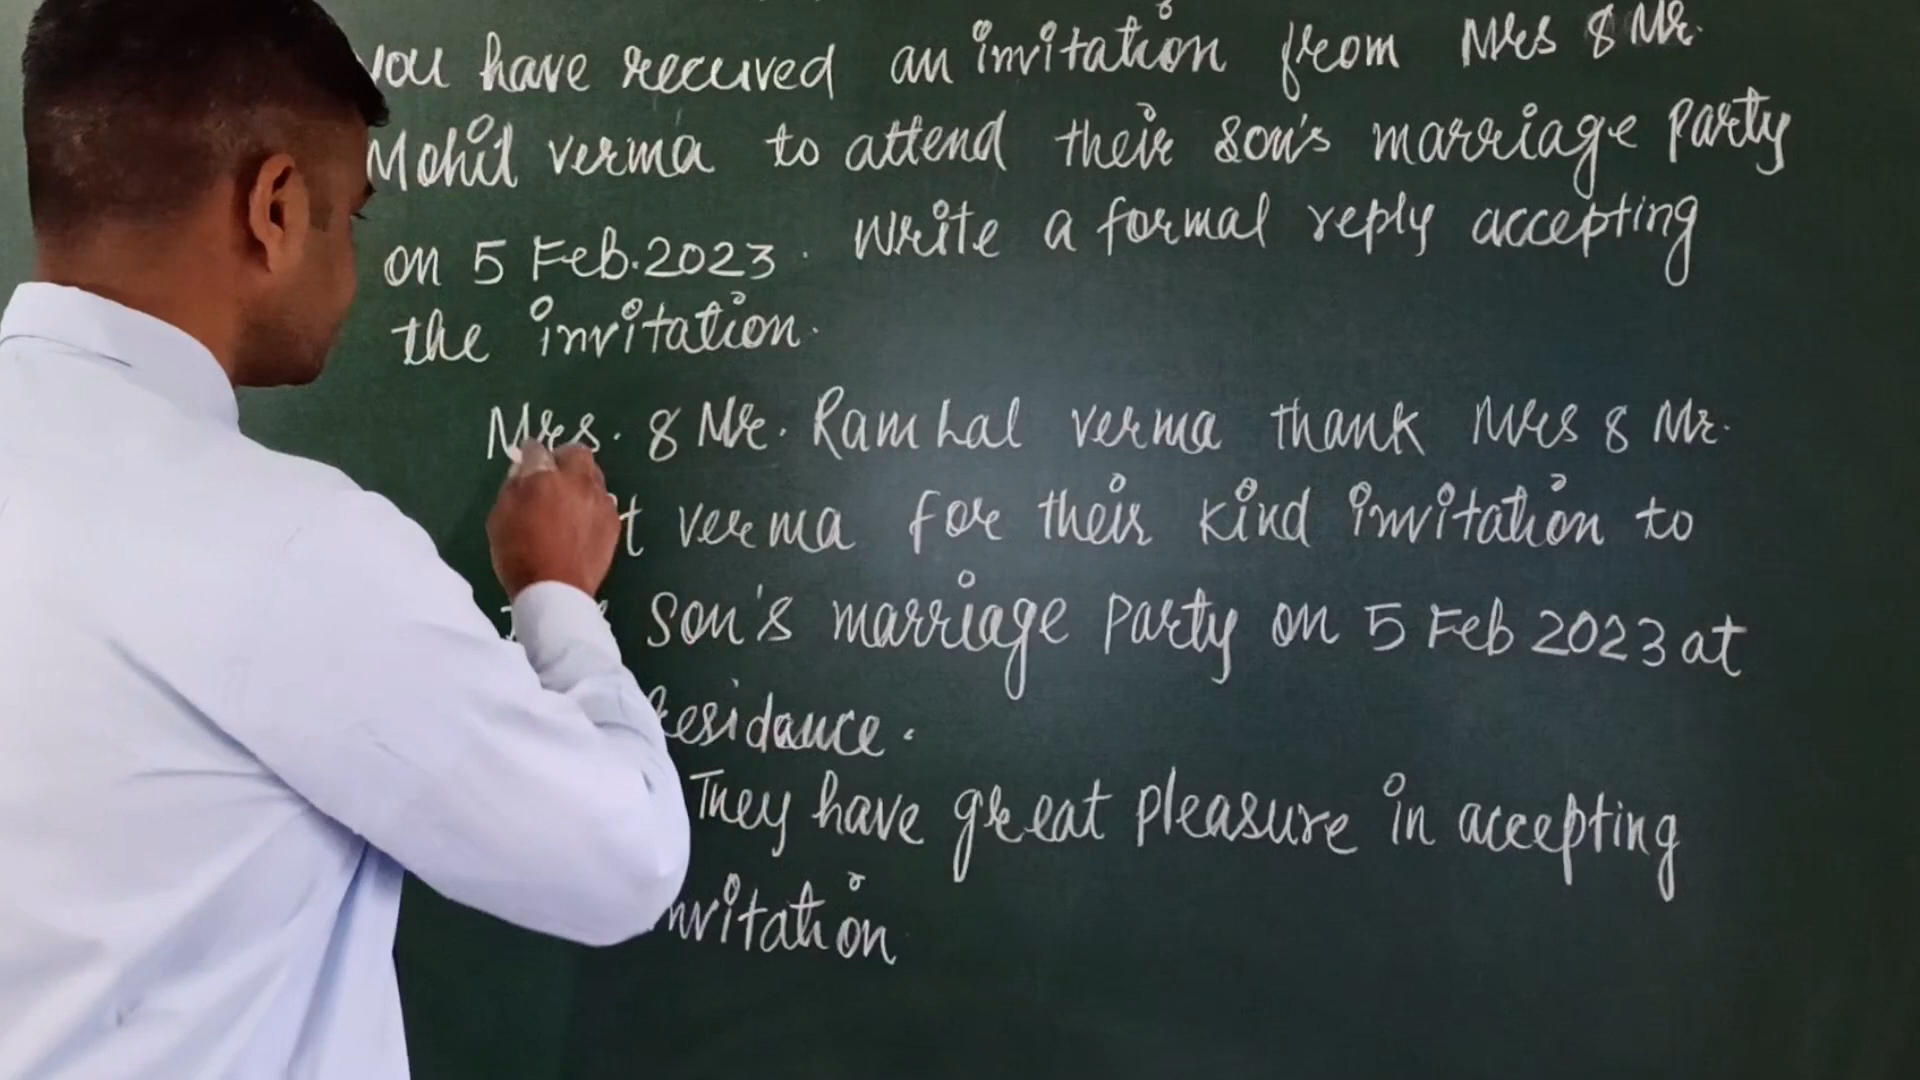 you have received an invitation from Mrs & Mr.
Mohit verma to attend their son's marriage party
on 5 Feb.2023. Write a formal reply accepting
the invitation.
Mrs. & Mr. Ram Lal verma thank Mrs & Mr.
verma for their kind invitation to
son's marriage party on 5 Feb 2023 at
Residance.
They have great pleasure in accepting
invitation